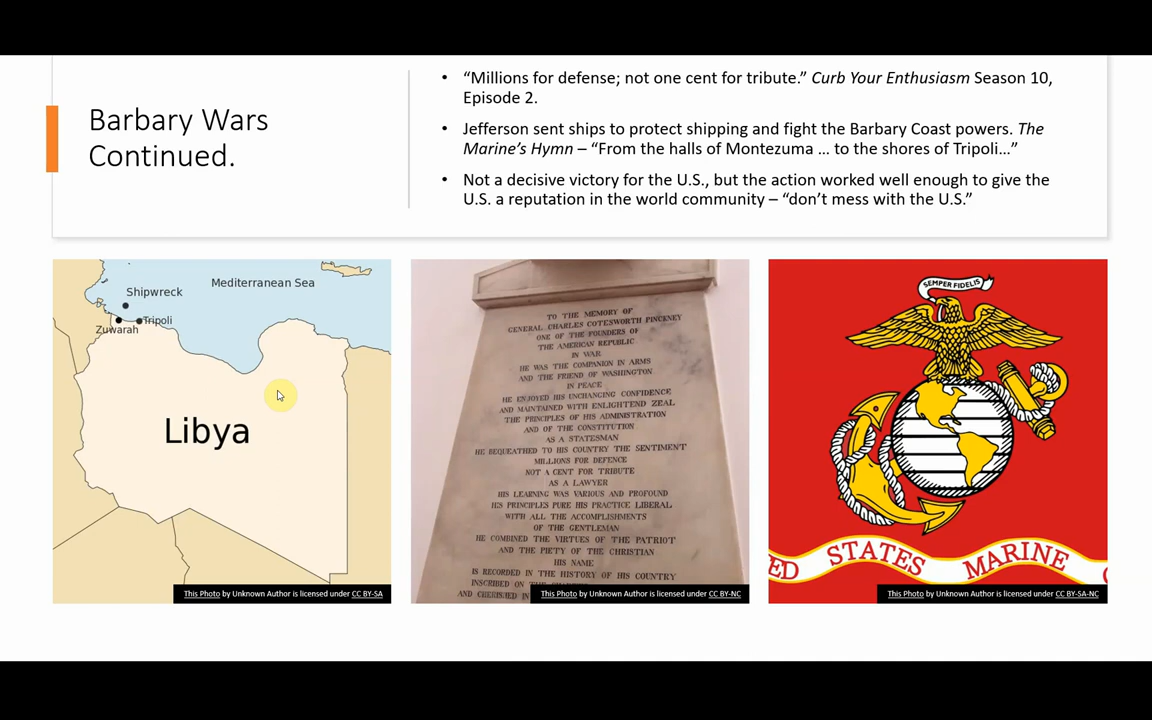 Barbary Wars
Continued.
• “Millions for defense; not one cent for tribute.” Curb Your Enthusiasm Season 10,
Episode 2.
• Jefferson sent ships to protect shipping and fight the Barbary Coast powers. The
Marine’s Hymn – “From the halls of Montezuma ... to the shores of Tripoli...”
• Not a decisive victory for the U.S., but the action worked well enough to give the
U.S. a reputation in the world community – “don’t mess with the U.S.”
Mediterranean Sea
Shipwreck
Tripoli
Zuwarah
Libya
This Photo by Unknown Author is licensed under CC BY-SA
TO THE MEMORY OF
GENERAL CHARLES COTESWORTH PINCKNEY
ONE OF THE FOUNDERS OF
THE AMERICAN REPUBLIC
IN WAR
HE WAS THE COMPANION IN ARMS
AND THE FRIEND OF WASHINGTON
IN PEACE
HE ENJOYED HIS UNCHANGING CONFIDENCE
AND MAINTAINED WITH ENLIGHTEND ZEAL
THE PRINCIPLES OF HIS ADMINISTRATION
AND OF THE CONSTITUTION
AS A STATESMAN
HE BEQUEATHED TO HIS COUNTRY THE SENTIMENT
MILLIONS FOR DEFENCE
NOT A CENT FOR TRIBUTE
AS A LAWYER
HIS LEARNING WAS VARIOUS AND PROFOUND
HIS PRINCIPLES PURE HIS PRACTICE LIBERAL
WITH ALL THE ACCOMPLISHMENTS
OF THE GENTLEMAN
HE COMBINED THE VIRTUES OF THE PATRIOT
AND THE PIETY OF THE CHRISTIAN
HIS NAME
IS RECORDED IN THE HISTORY OF HIS COUNTRY
INSCRIBED ON
AND CHERISHED IN
This Photo by Unknown Author is licensed under CC BY-NC
SEMPER FIDELIS
ED STATES MARINE
This Photo by Unknown Author is licensed under CC BY-SA-NC